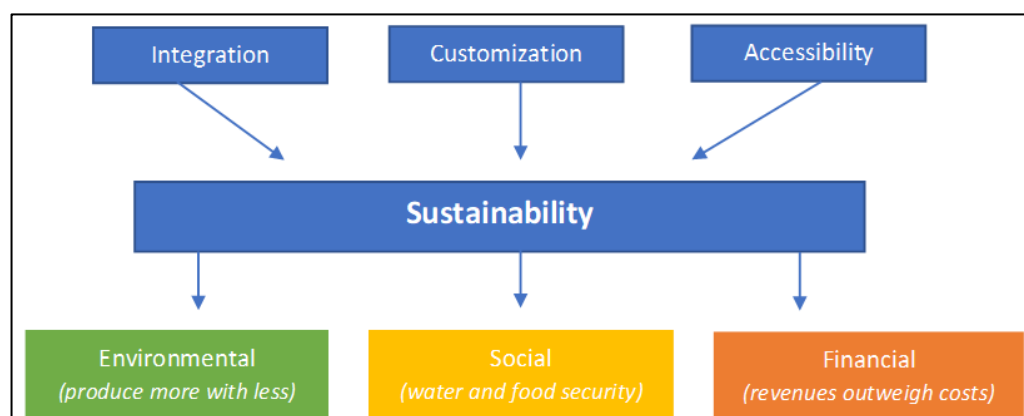 Integration
Customization
Accessibility
Sustainability
Environmental
(produce more with less)
Social
(water and food security)
Financial
(revenues outweigh costs)